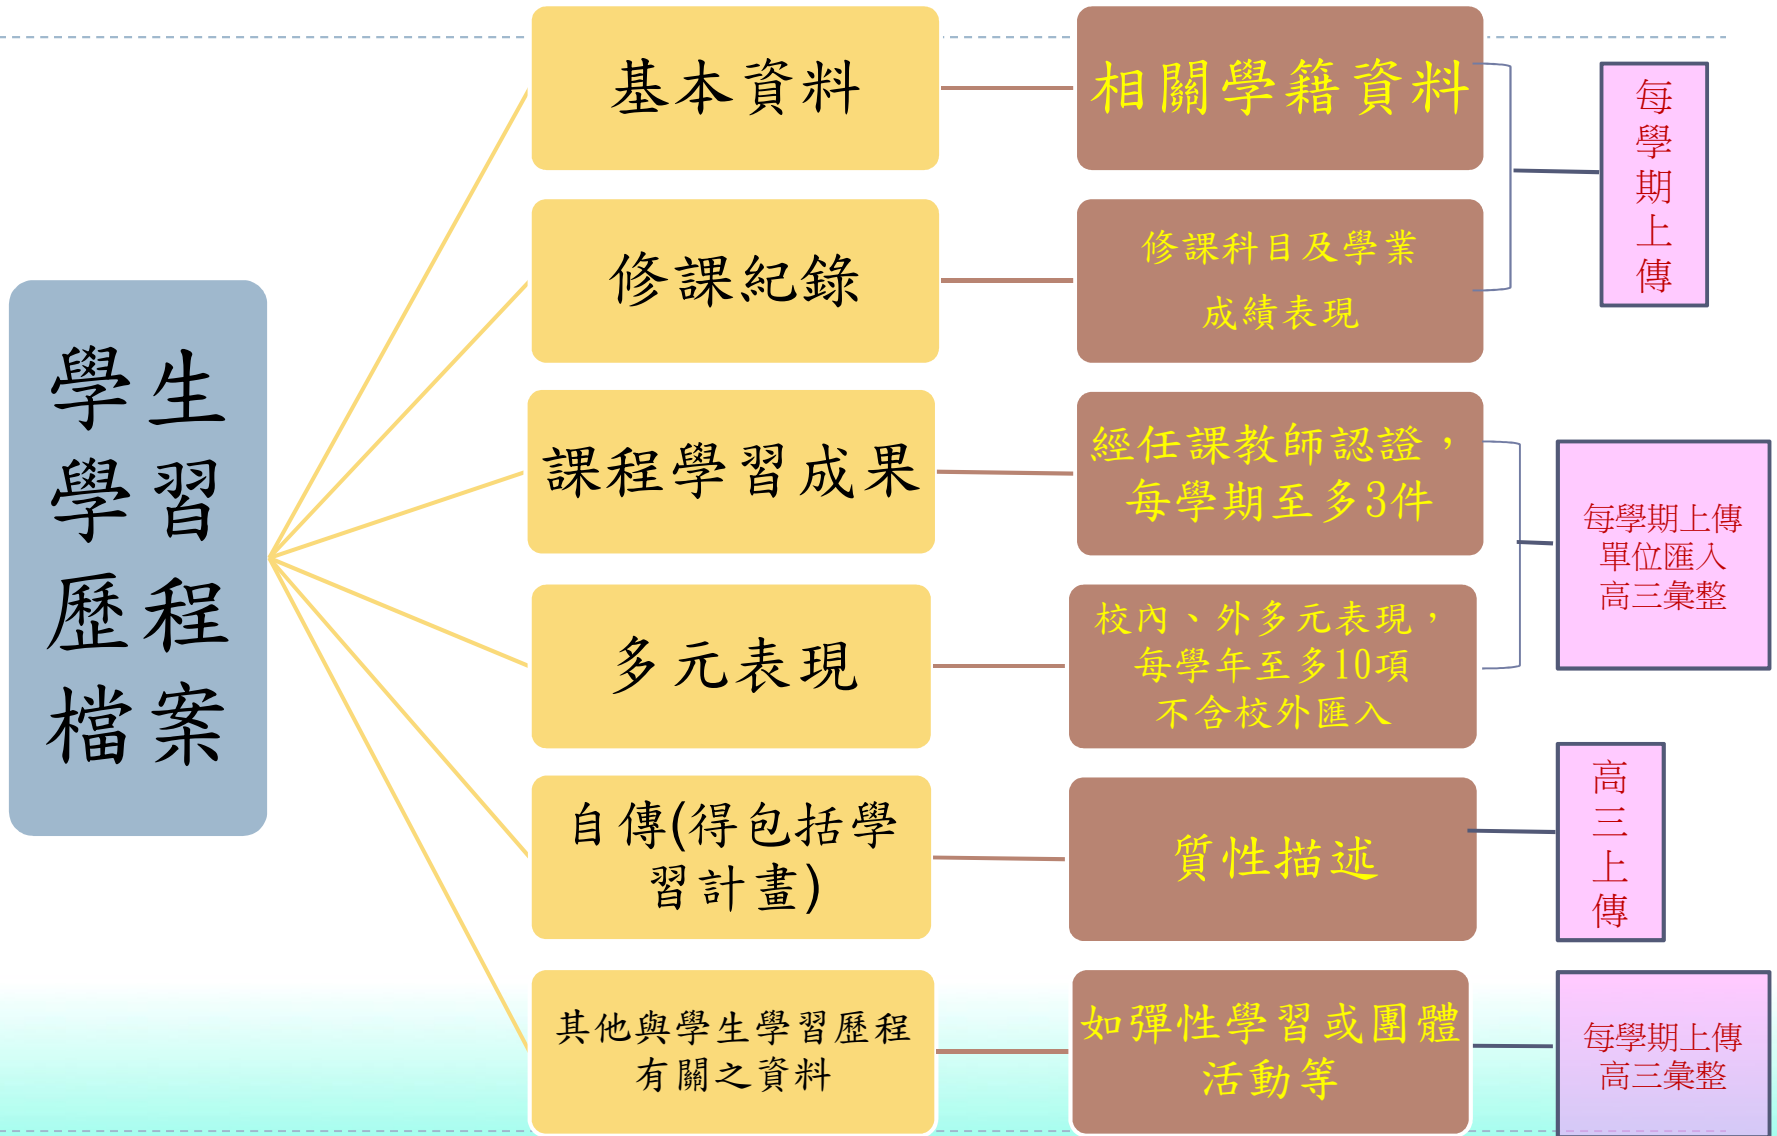 學生
學習
歷程
檔案
基本資料
相關學籍資料
修課紀錄
修課科目及學業
成績表現
每
學
期
上
傳
課程學習成果
經任課教師認證，
每學期至多3件
多元表現
校內、外多元表現，
每學年至多10項
不含校外匯入
每學期上傳
單位匯入
高三彙整
自傳(得包括學
習計畫)
質性描述
高
三
上
傳
其他與學生學習歷程
有關之資料
如彈性學習或團體
活動等
每學期上傳
高三彙整